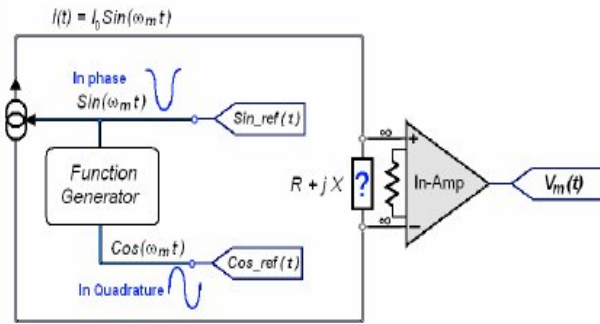 I(t) = I₀Sin(ωₘt)
In phase
Sin(ωₘt)
Sin_ref(t)
Function
Generator
R + j X
?
∞
+
In-Amp
∞
−
Vₘ(t)
Cos(ωₘt)
Cos_ref(t)
In Quadrature